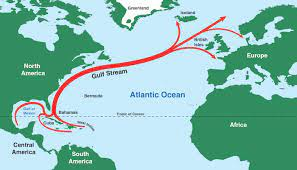 Greenland
Iceland
North
America
British
Isles
Europe
Gulf Stream
Bermuda
Atlantic Ocean
Gulf of
Mexico
Bahamas
Cuba
Tropic of Cancer
Central
America
South
America
Africa